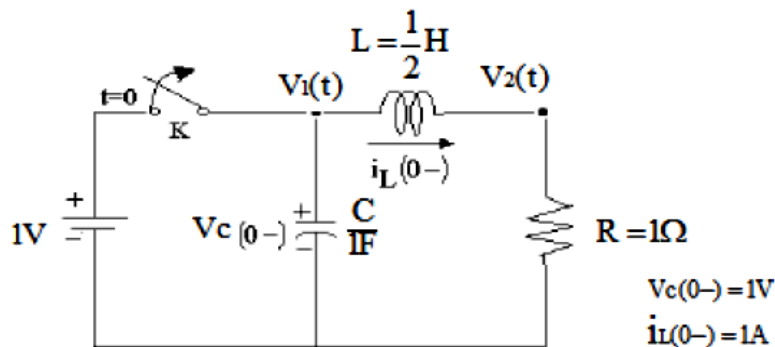 L = 1/2 H
V1(t)
V2(t)
t=0
K
iL(0−)
+
1V
−
Vc(0−)
+
−
C
1F
R = 1Ω
Vc(0−) = 1V
iL(0−) = 1A